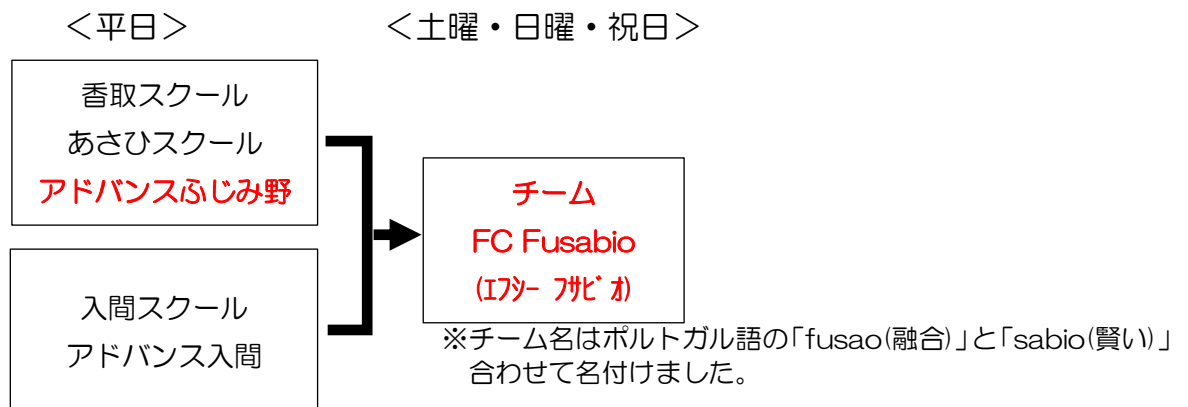 ＜平日＞
＜土曜・日曜・祝日＞
香取スクール
あさひスクール
アドバンスふじみ野
入間スクール
アドバンス入間
チーム
FC Fusabio
(ｴﾌｼｰ ﾌｻﾋﾞｵ)
※チーム名はポルトガル語の「fusao(融合)」と「sabio(賢い)」
合わせて名付けました。